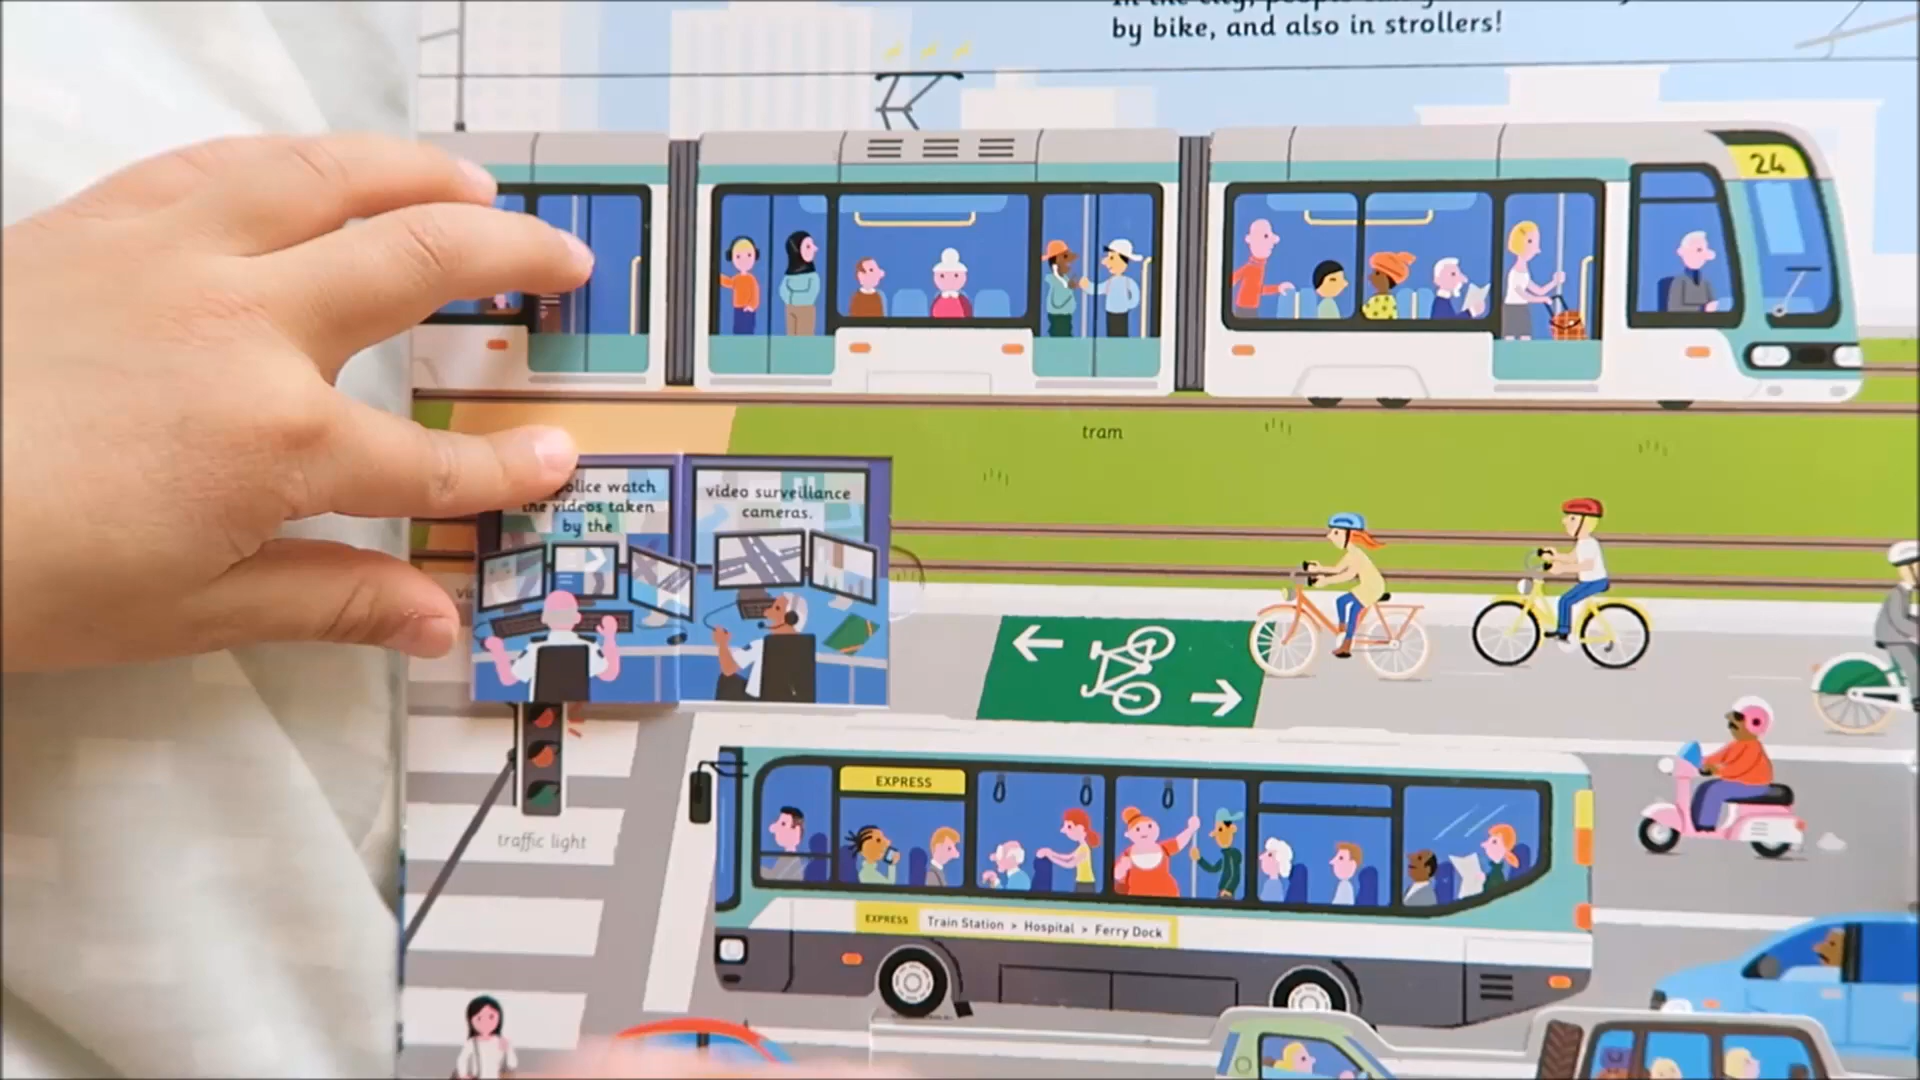 by bike, and also in strollers!
24
tram
police watch
the videos taken
by the
video surveillance
cameras.
traffic light
EXPRESS
EXPRESS Train Station > Hospital > Ferry Dock